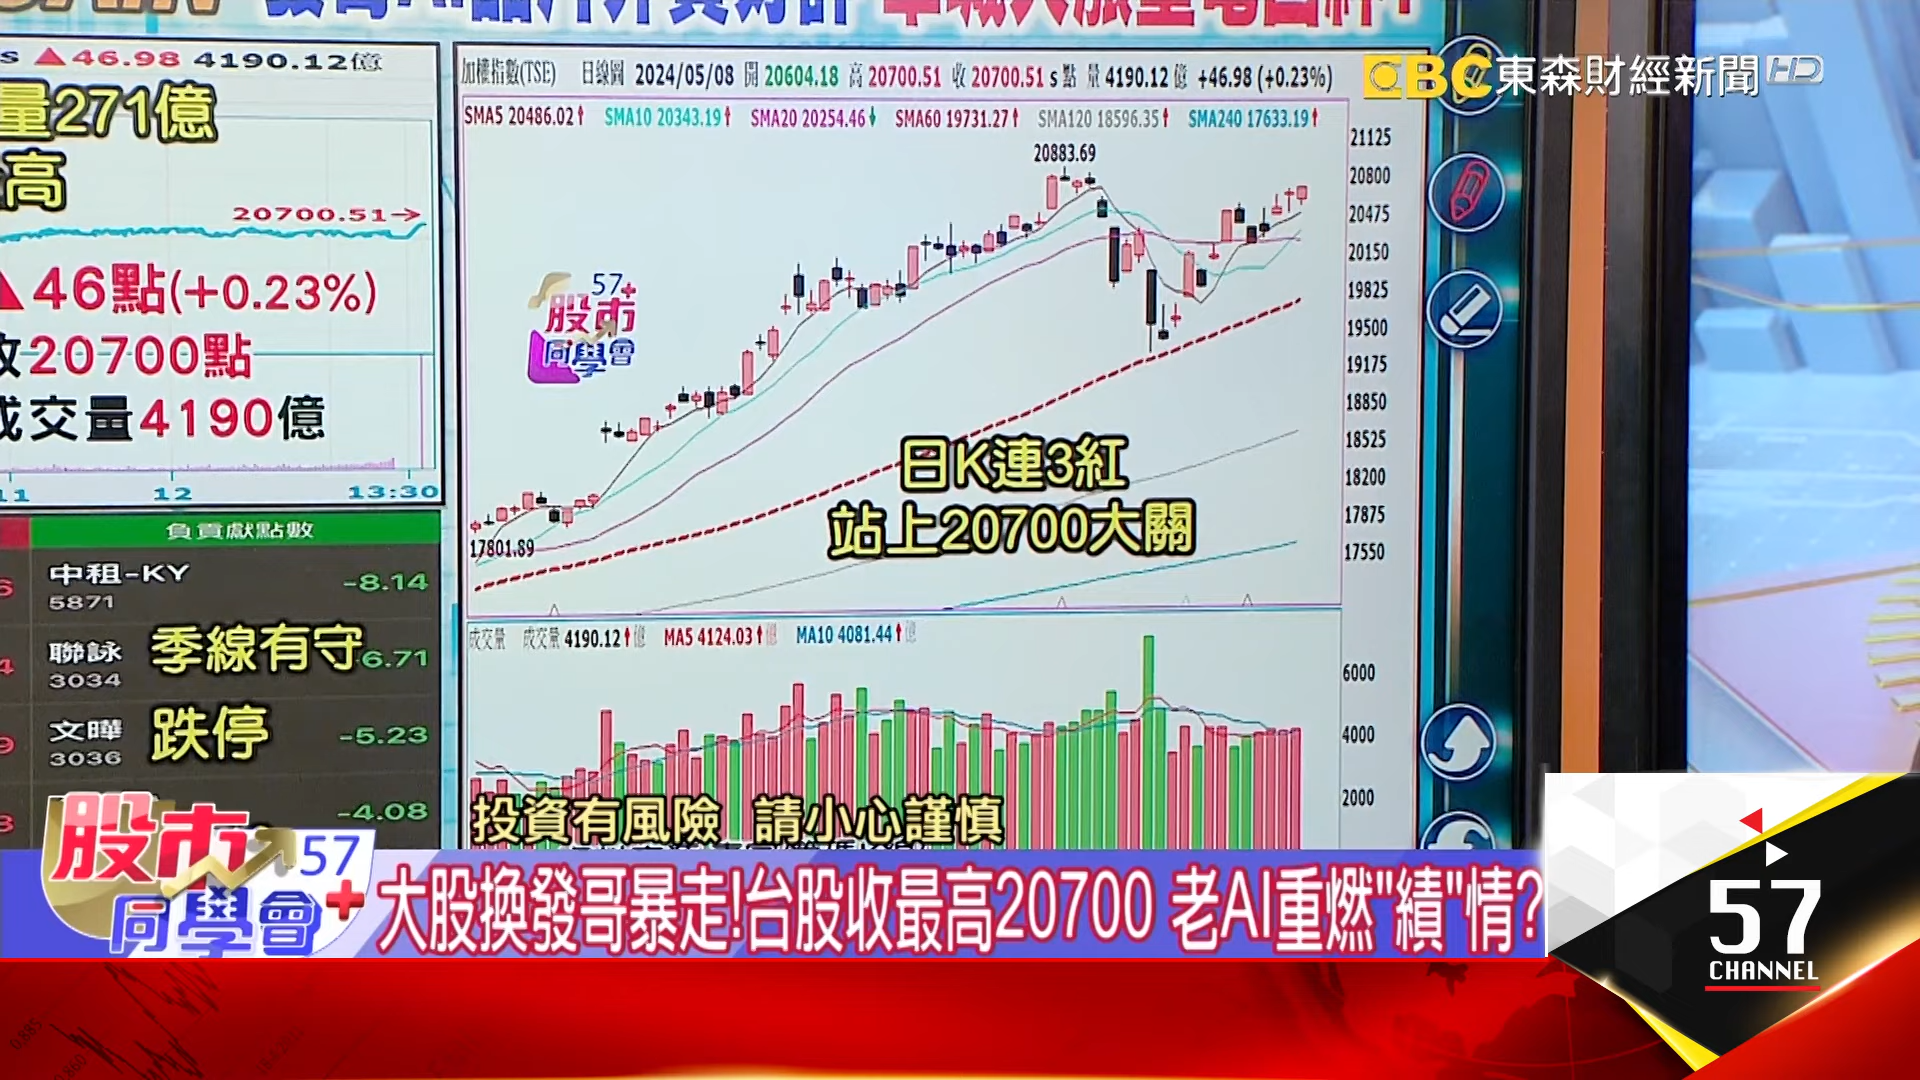 s ▲46.98 4190.12億
量271億
高
20700.51→
▲46點(+0.23%)
收20700點
成交量4190億
11 12 13:30
負貢獻點數
中租-KY -8.14
5871
聯詠 6.71
3034
季線有守
文曄 -5.23
3036
跌停
-4.08
加權指數(TSE) 日線圖 2024/05/08 開 20604.18 高 20700.51 收 20700.51 s 點 量 4190.12 億 +46.98 (+0.23%)
SMA5 20486.02↑ SMA10 20343.19↑ SMA20 20254.46↓ SMA60 19731.27↑ SMA120 18596.35↑ SMA240 17633.19↑
20883.69
17801.89
21125
20800
20475
20150
19825
19500
19175
18850
18525
18200
17875
17550
57+
股市
同學會
日K連3紅
站上20700大關
成交量 成交量 4190.12↑億 MA5 4124.03↑億 MA10 4081.44↑億
6000
4000
2000
投資有風險 請小心謹慎
EBC 東森財經新聞 HD
股市 57+
同學會
大股換發哥暴走!台股收最高20700 老AI重燃"績"情?
57
CHANNEL